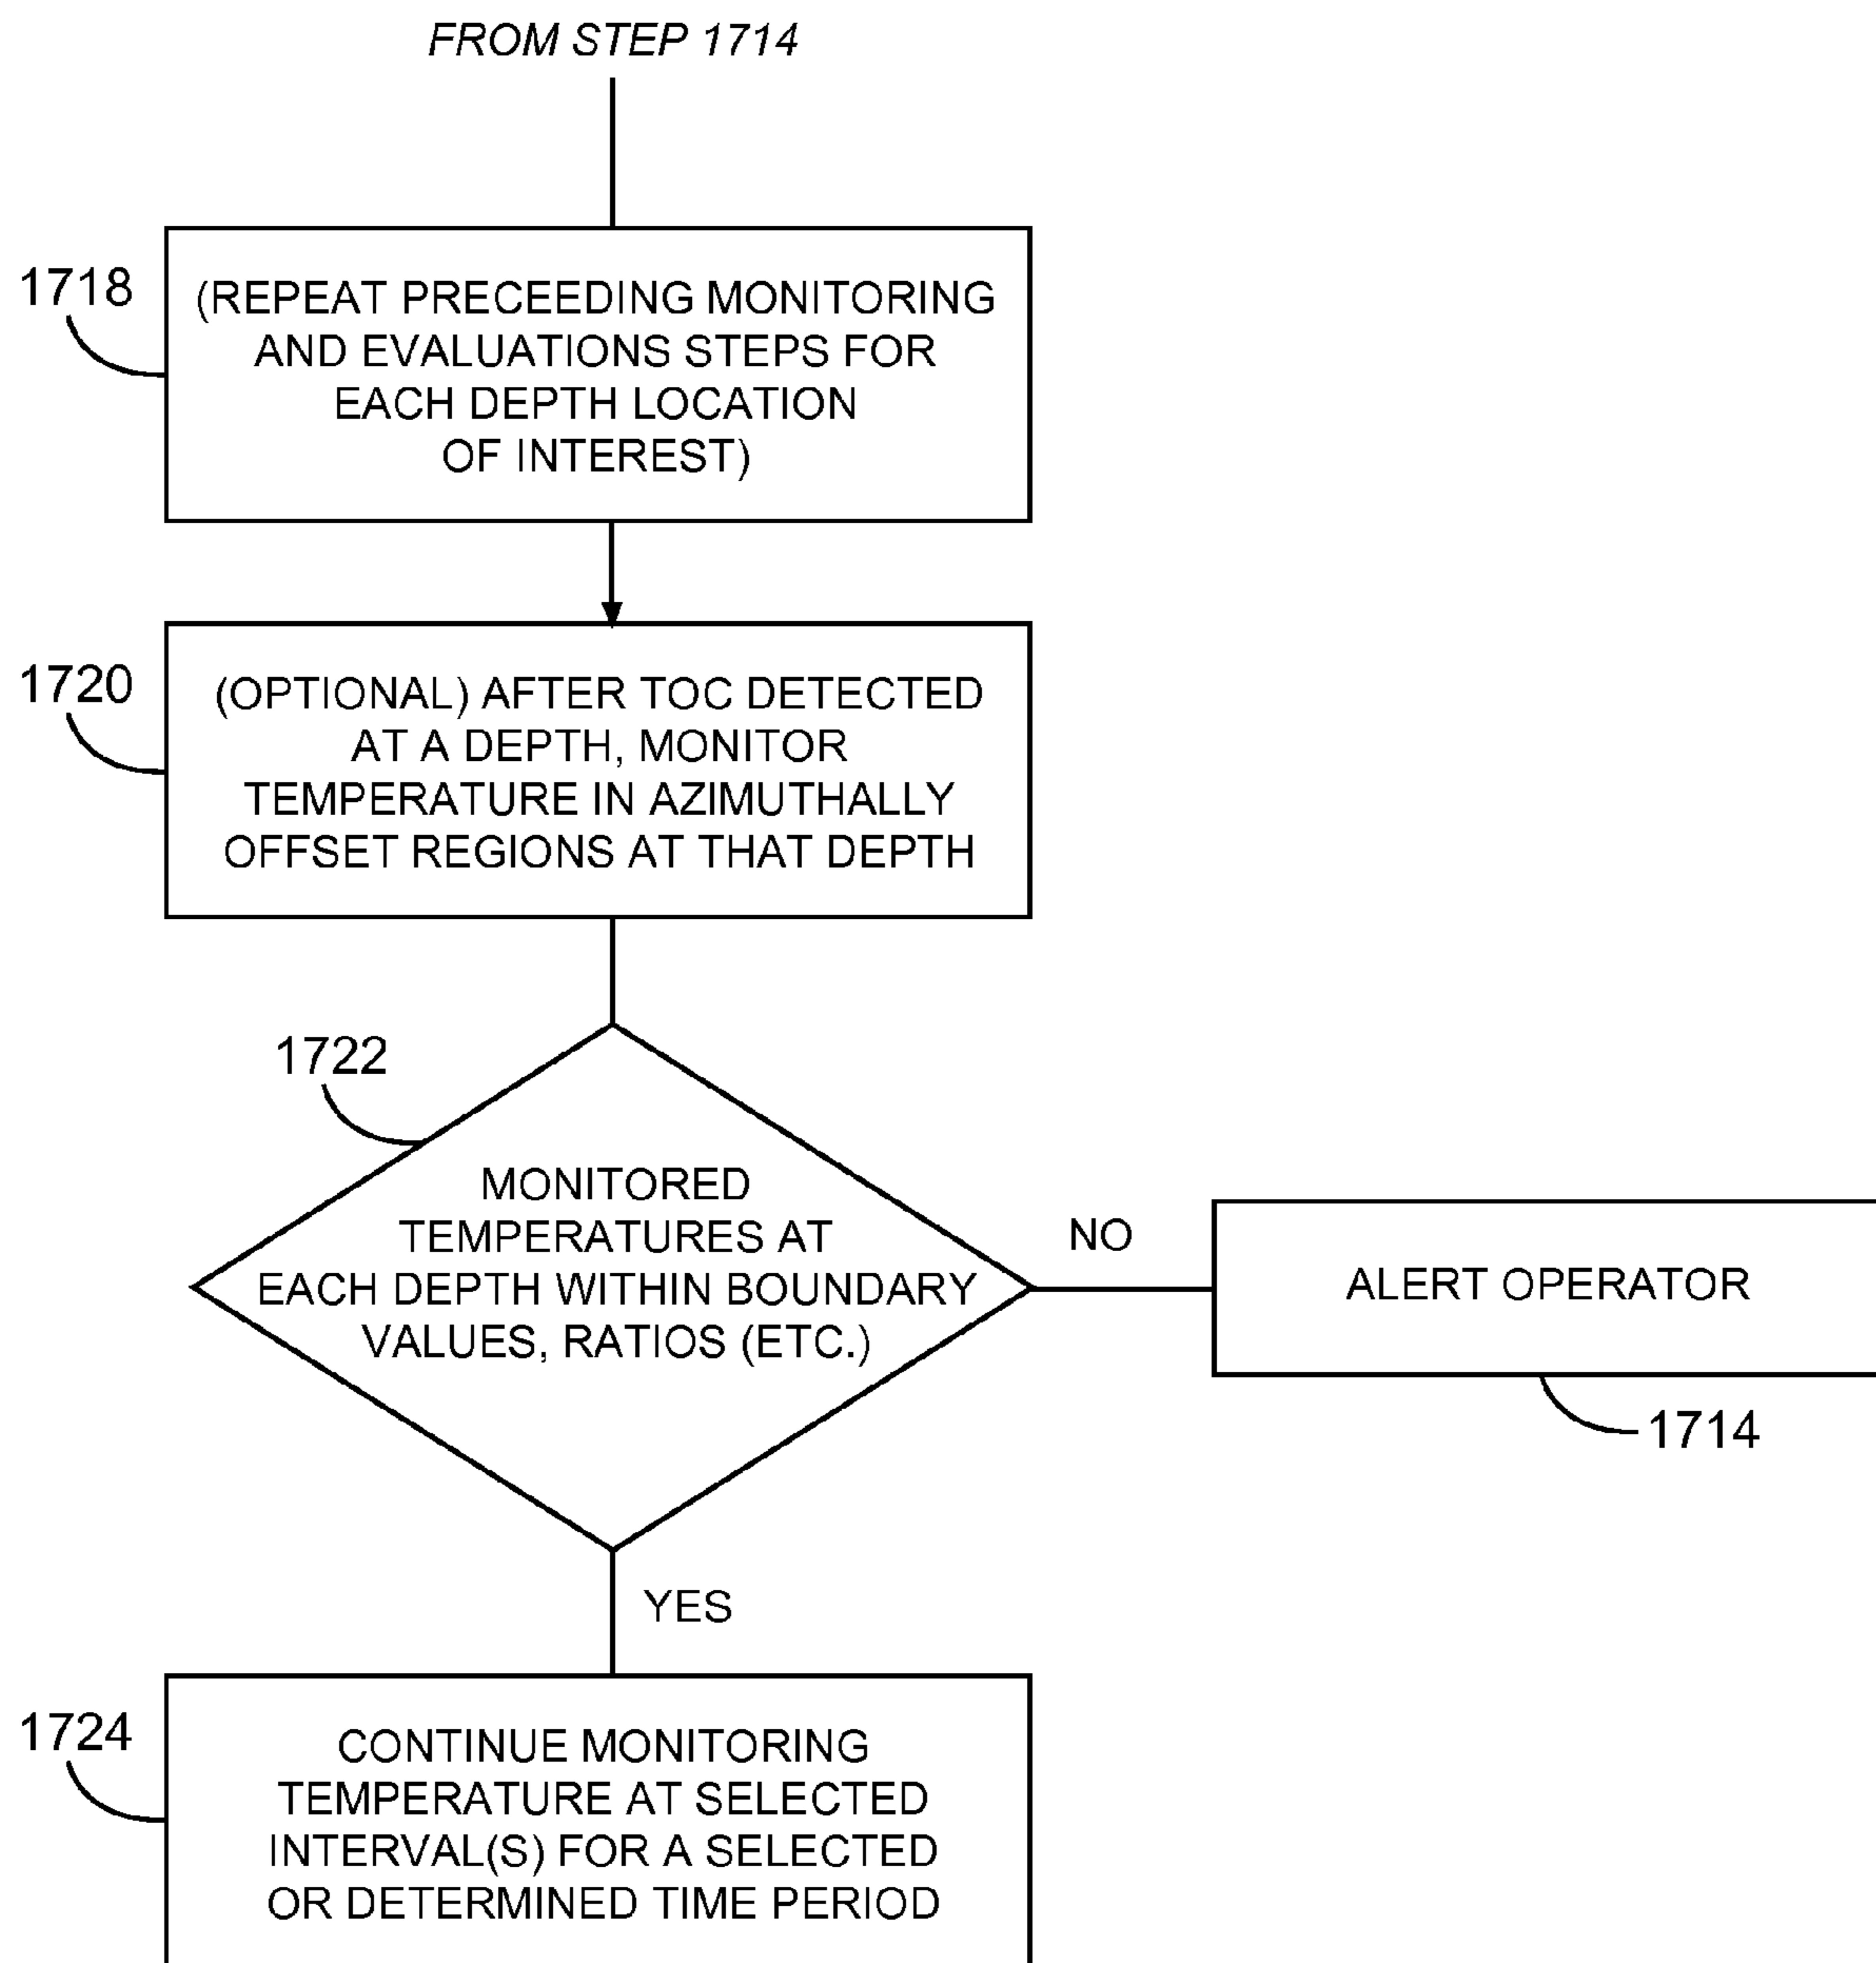 FROM STEP 1714
1718
(REPEAT PRECEEDING MONITORING
AND EVALUATIONS STEPS FOR
EACH DEPTH LOCATION
OF INTEREST)
1720
(OPTIONAL) AFTER TOC DETECTED
AT A DEPTH, MONITOR
TEMPERATURE IN AZIMUTHALLY
OFFSET REGIONS AT THAT DEPTH
1722
MONITORED
TEMPERATURES AT
EACH DEPTH WITHIN BOUNDARY
VALUES, RATIOS (ETC.)
NO
ALERT OPERATOR
1714
YES
1724
CONTINUE MONITORING
TEMPERATURE AT SELECTED
INTERVAL(S) FOR A SELECTED
OR DETERMINED TIME PERIOD